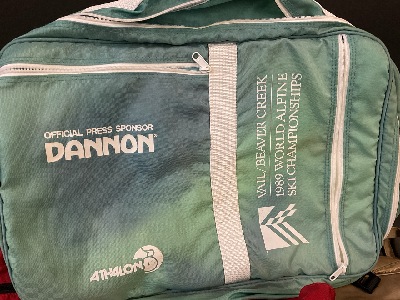 OFFICIAL PRESS SPONSOR
DANNON
ATHALON
VAIL/BEAVER CREEK
1989 WORLD ALPINE
SKI CHAMPIONSHIPS